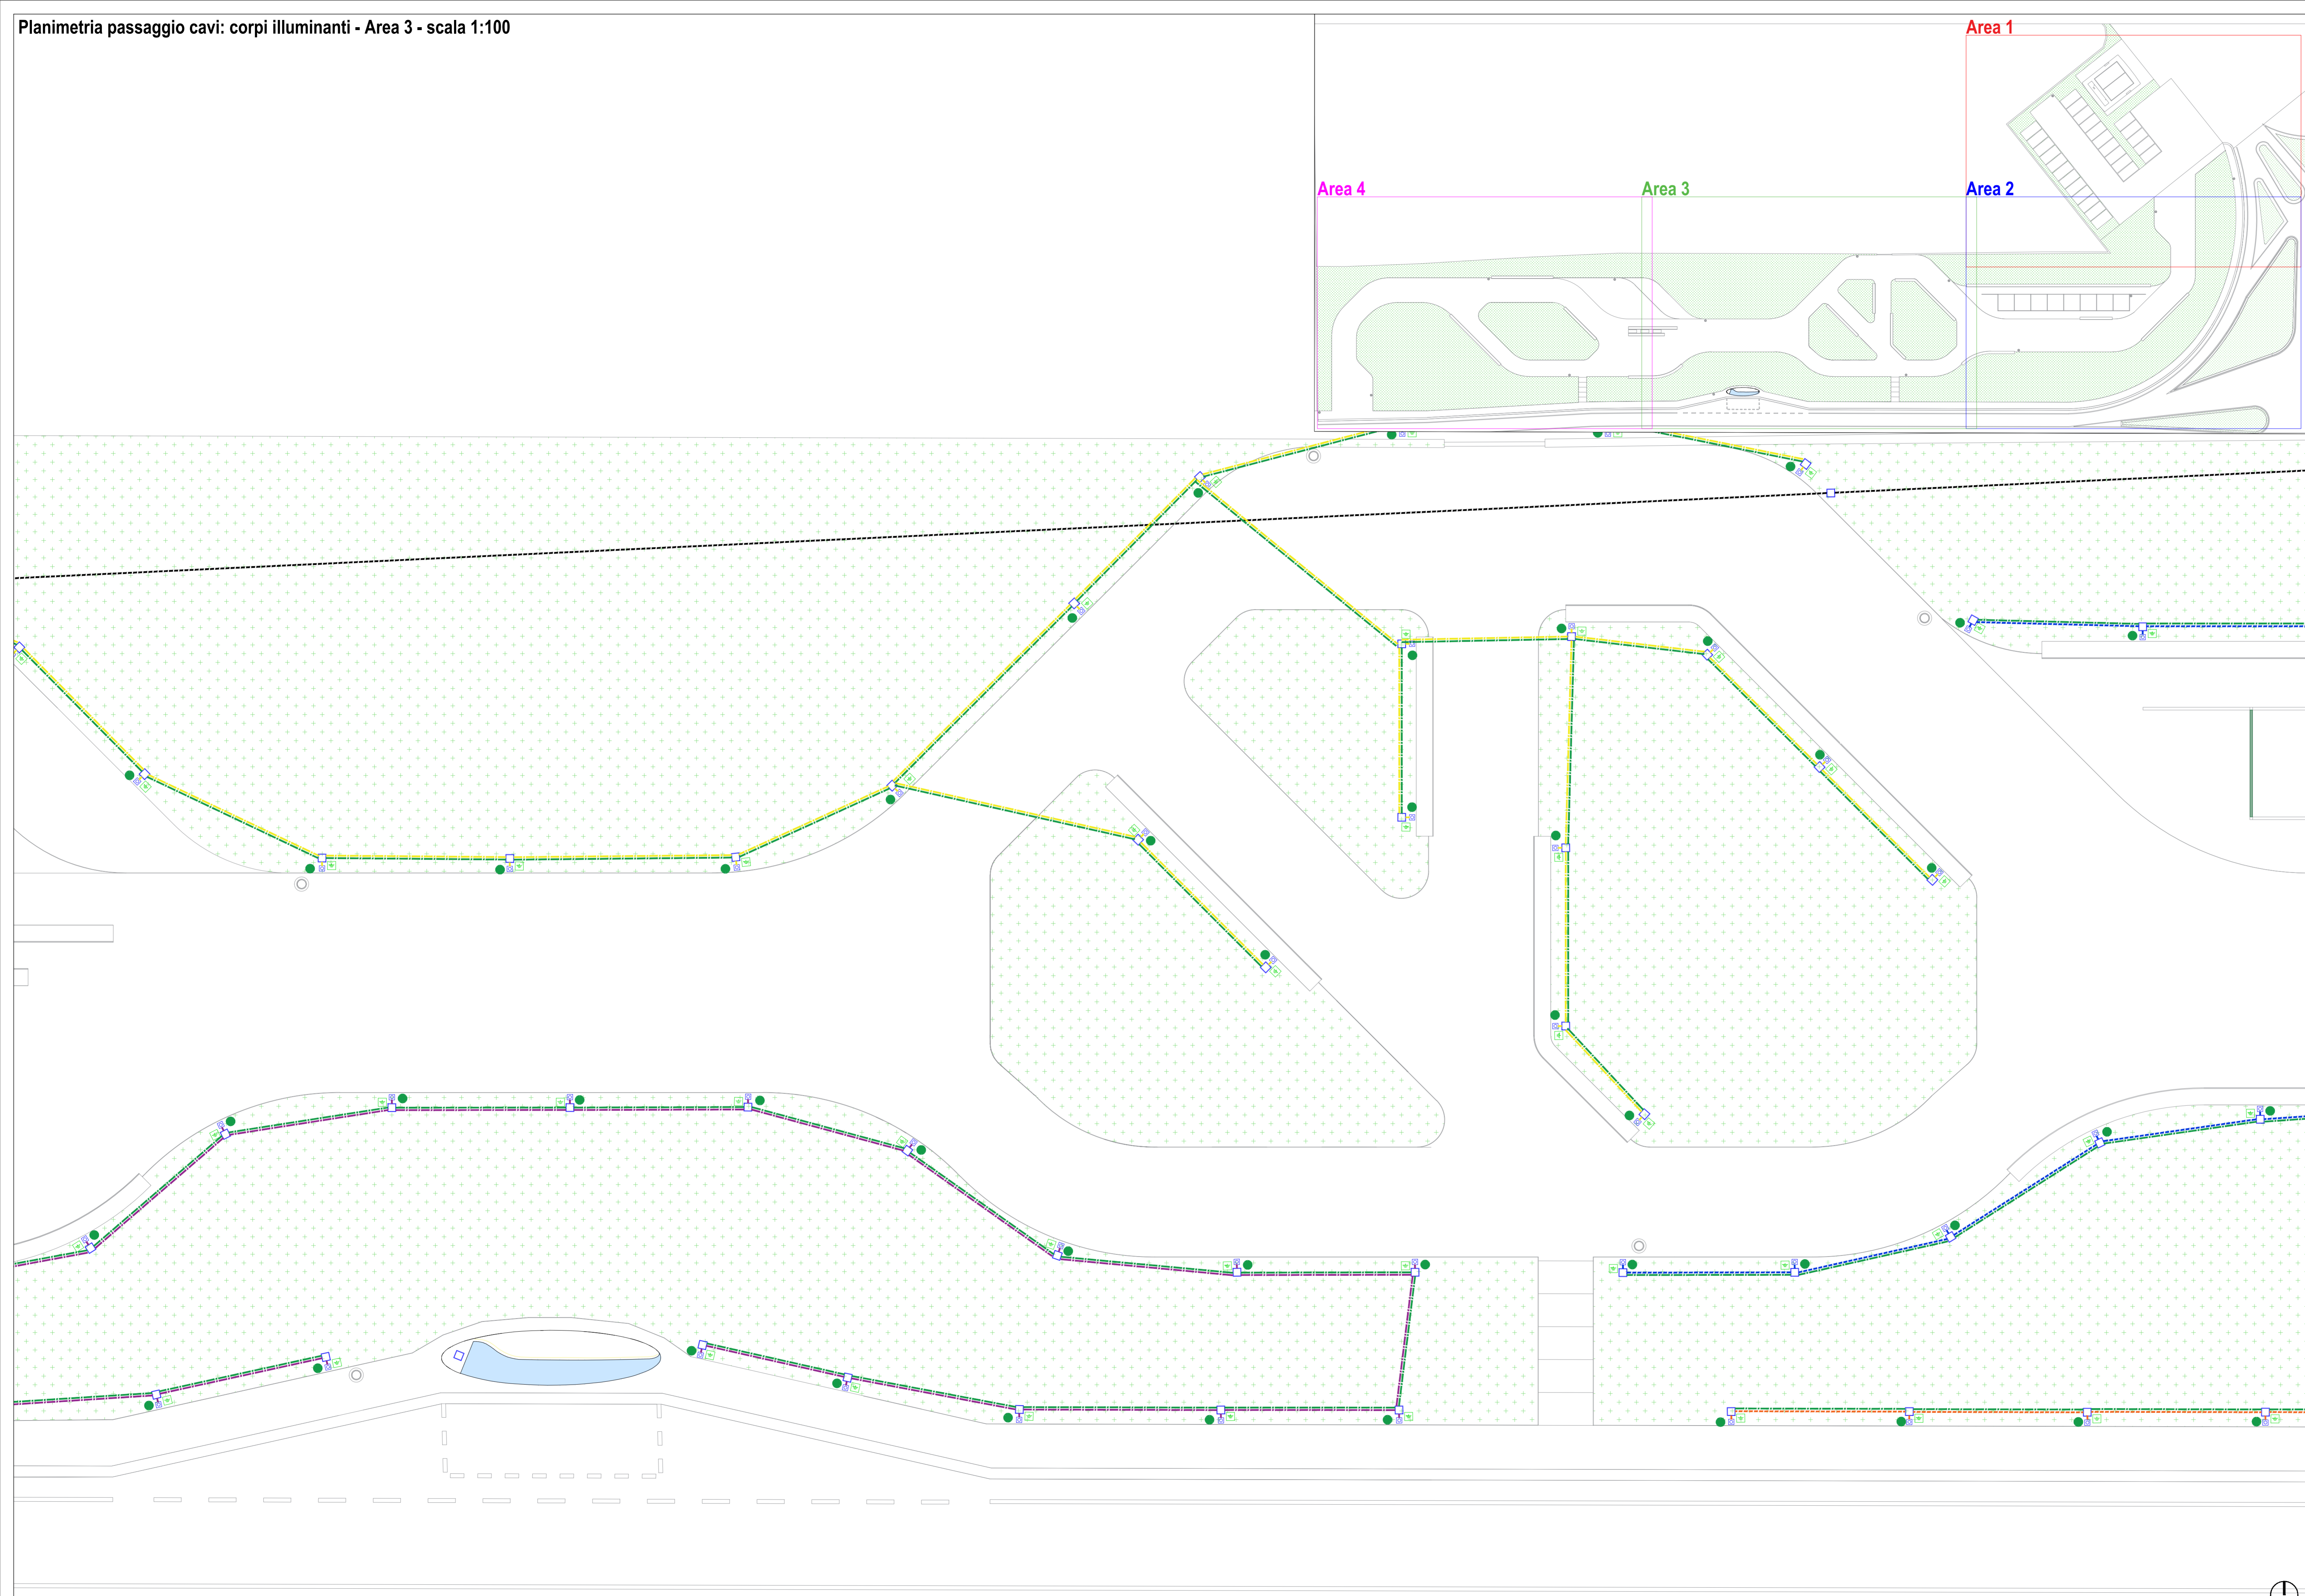 Planimetria passaggio cavi: corpi illuminanti - Area 3 - scala 1:100
Area 1
Area 4
Area 3
Area 2